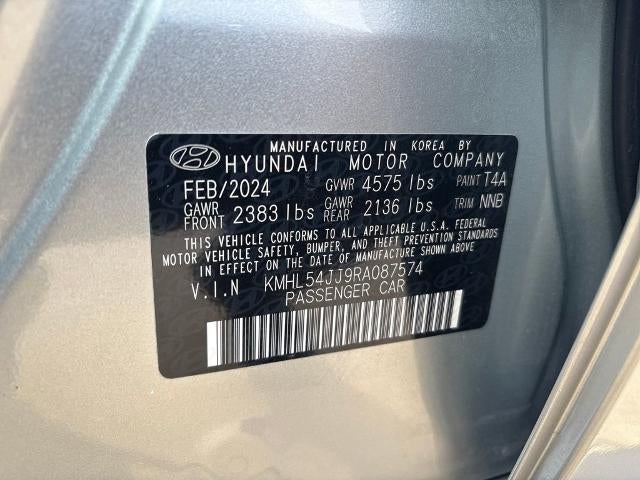 MANUFACTURED IN KOREA BY
HYUNDAI MOTOR COMPANY
FEB/2024 GVWR 4575 lbs PAINT T4A
GAWR FRONT 2383 lbs GAWR REAR 2136 lbs TRIM NNB
THIS VEHICLE CONFORMS TO ALL APPLICABLE U.S.A. FEDERAL
MOTOR VEHICLE SAFETY, BUMPER, AND THEFT PREVENTION STANDARDS
IN EFFECT ON THE DATE OF MANUFACTURE SHOWN ABOVE.
V.I.N KMHL54JJ9RA087574
PASSENGER CAR